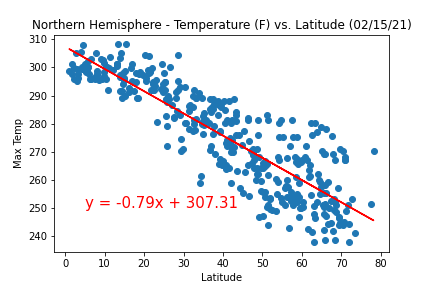 Northern Hemisphere - Temperature (F) vs. Latitude (02/15/21)
310
300
290
280
270
260
250
240
Max Temp
y = -0.79x + 307.31
0 10 20 30 40 50 60 70 80
Latitude